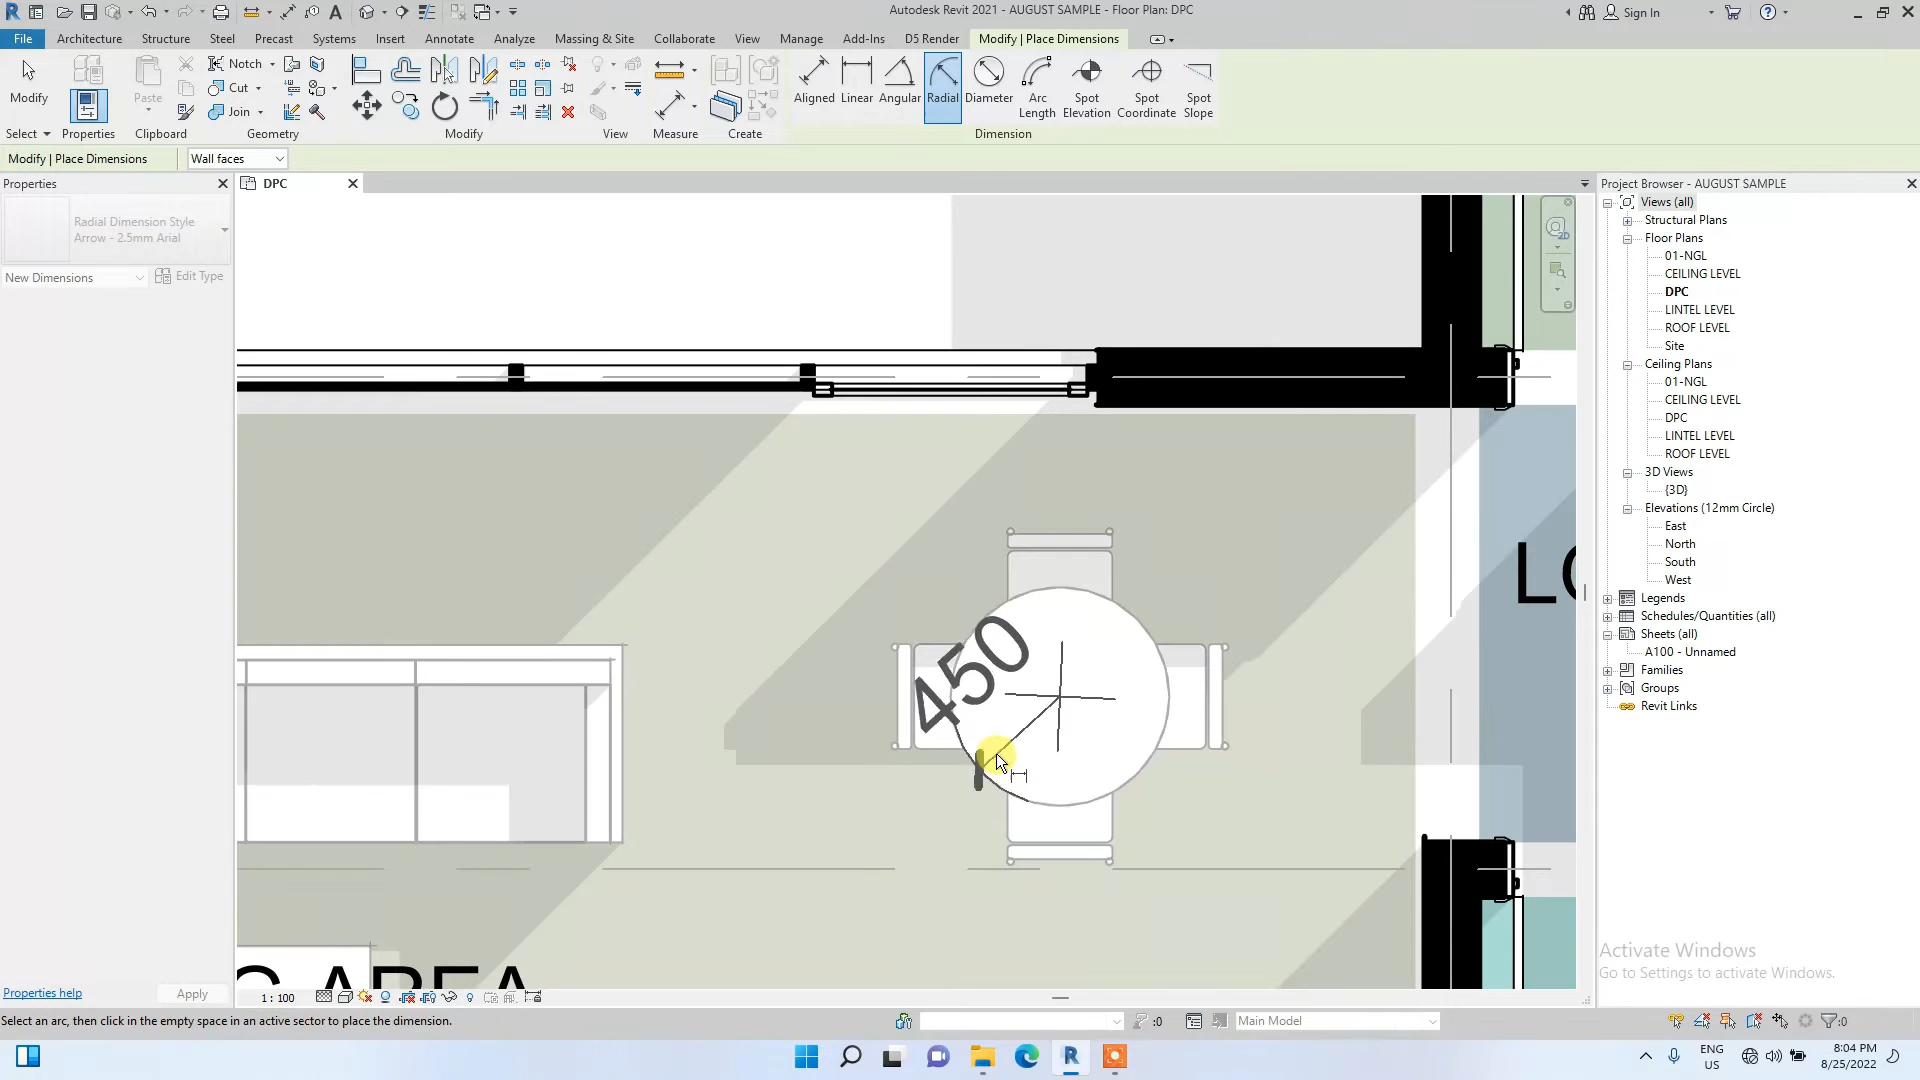 Autodesk Revit 2021 - AUGUST SAMPLE - Floor Plan: DPC
Sign In
File Architecture Structure Steel Precast Systems Insert Annotate Analyze Massing & Site Collaborate View Manage Add-Ins D5 Render Modify | Place Dimensions
Modify
Paste
Notch
Cut
Join
Aligned Linear Angular Radial Diameter Arc Length Spot Elevation Spot Coordinate Spot Slope
Select Properties Clipboard Geometry Modify View Measure Create Dimension
Modify | Place Dimensions Wall faces
Properties
DPC
Project Browser - AUGUST SAMPLE
Radial Dimension Style
Arrow - 2.5mm Arial
New Dimensions Edit Type
Views (all)
Structural Plans
Floor Plans
01-NGL
CEILING LEVEL
DPC
LINTEL LEVEL
ROOF LEVEL
Site
Ceiling Plans
01-NGL
CEILING LEVEL
DPC
LINTEL LEVEL
ROOF LEVEL
3D Views
{3D}
Elevations (12mm Circle)
East
North
South
West
Legends
Schedules/Quantities (all)
Sheets (all)
A100 - Unnamed
Families
Groups
Revit Links
2D
450
Activate Windows
Go to Settings to activate Windows.
AREA
Properties help Apply
1 : 100
Select an arc, then click in the empty space in an active sector to place the dimension.
:0
Main Model
:0
ENG
US
8:04 PM
8/25/2022